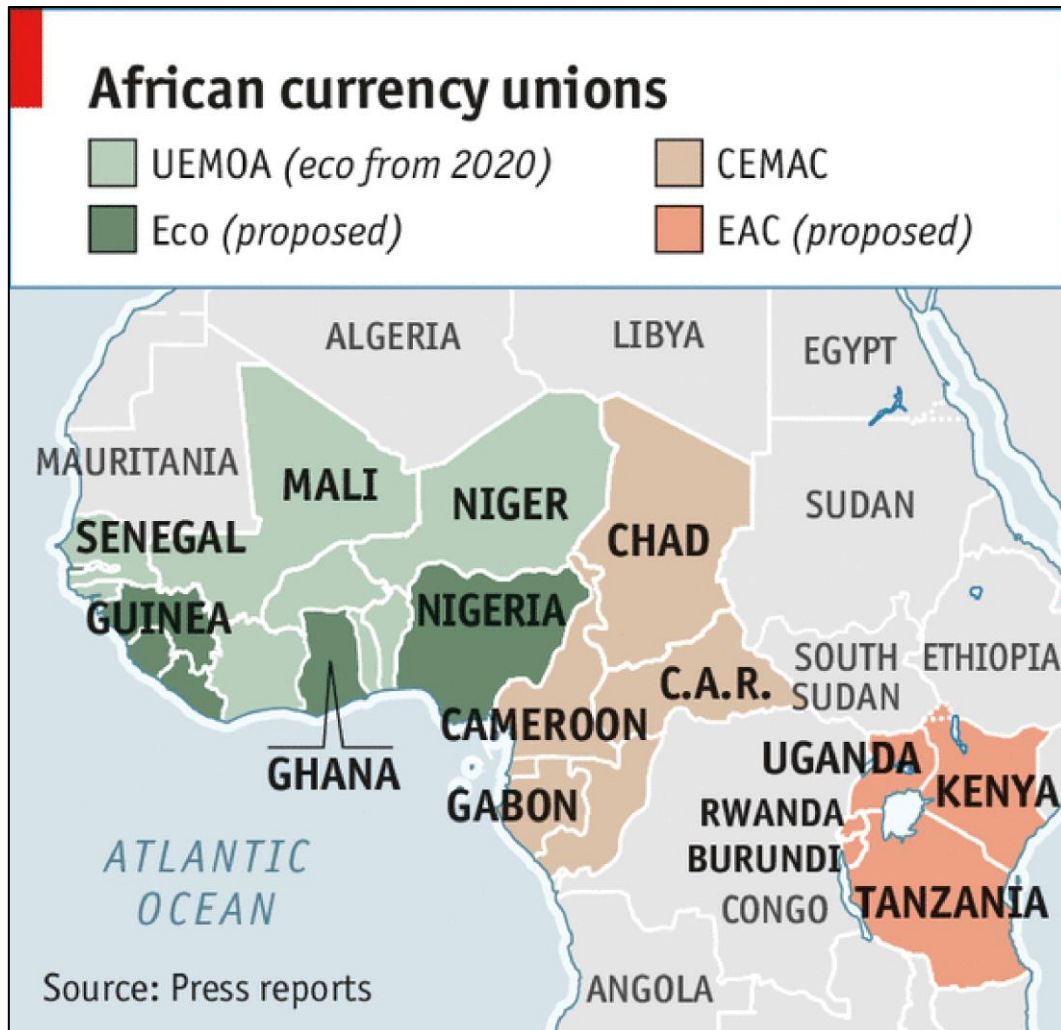 African currency unions
UEMOA (eco from 2020)
CEMAC
Eco (proposed)
EAC (proposed)
ALGERIA
LIBYA
EGYPT
MAURITANIA
MALI
NIGER
CHAD
SUDAN
SENEGAL
GUINEA
NIGERIA
SOUTH
SUDAN
ETHIOPIA
C.A.R.
CAMEROON
GHANA
GABON
UGANDA
KENYA
RWANDA
BURUNDI
CONGO
TANZANIA
ATLANTIC
OCEAN
ANGOLA
Source: Press reports